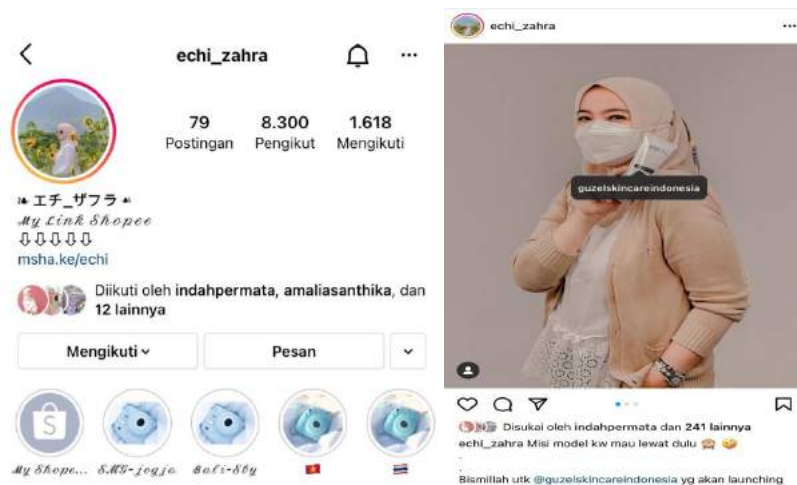 echi_zahra
79 8.300 1.618
Postingan Pengikut Mengikuti
エチ_ザフラ
My Link Shopee
⇩⇩⇩⇩⇩
msha.ke/echi
Diikuti oleh indahpermata, amaliasanthika, dan
12 lainnya
Mengikuti Pesan
S
My Shope... SMG-jogja Bali-Sby
echi_zahra
guzelskincareindonesia
Disukai oleh indahpermata dan 241 lainnya
echi_zahra Misi model kw mau lewat dulu 🙈 🤪
.
.
Bismillah utk @guzelskincareindonesia yg akan launching